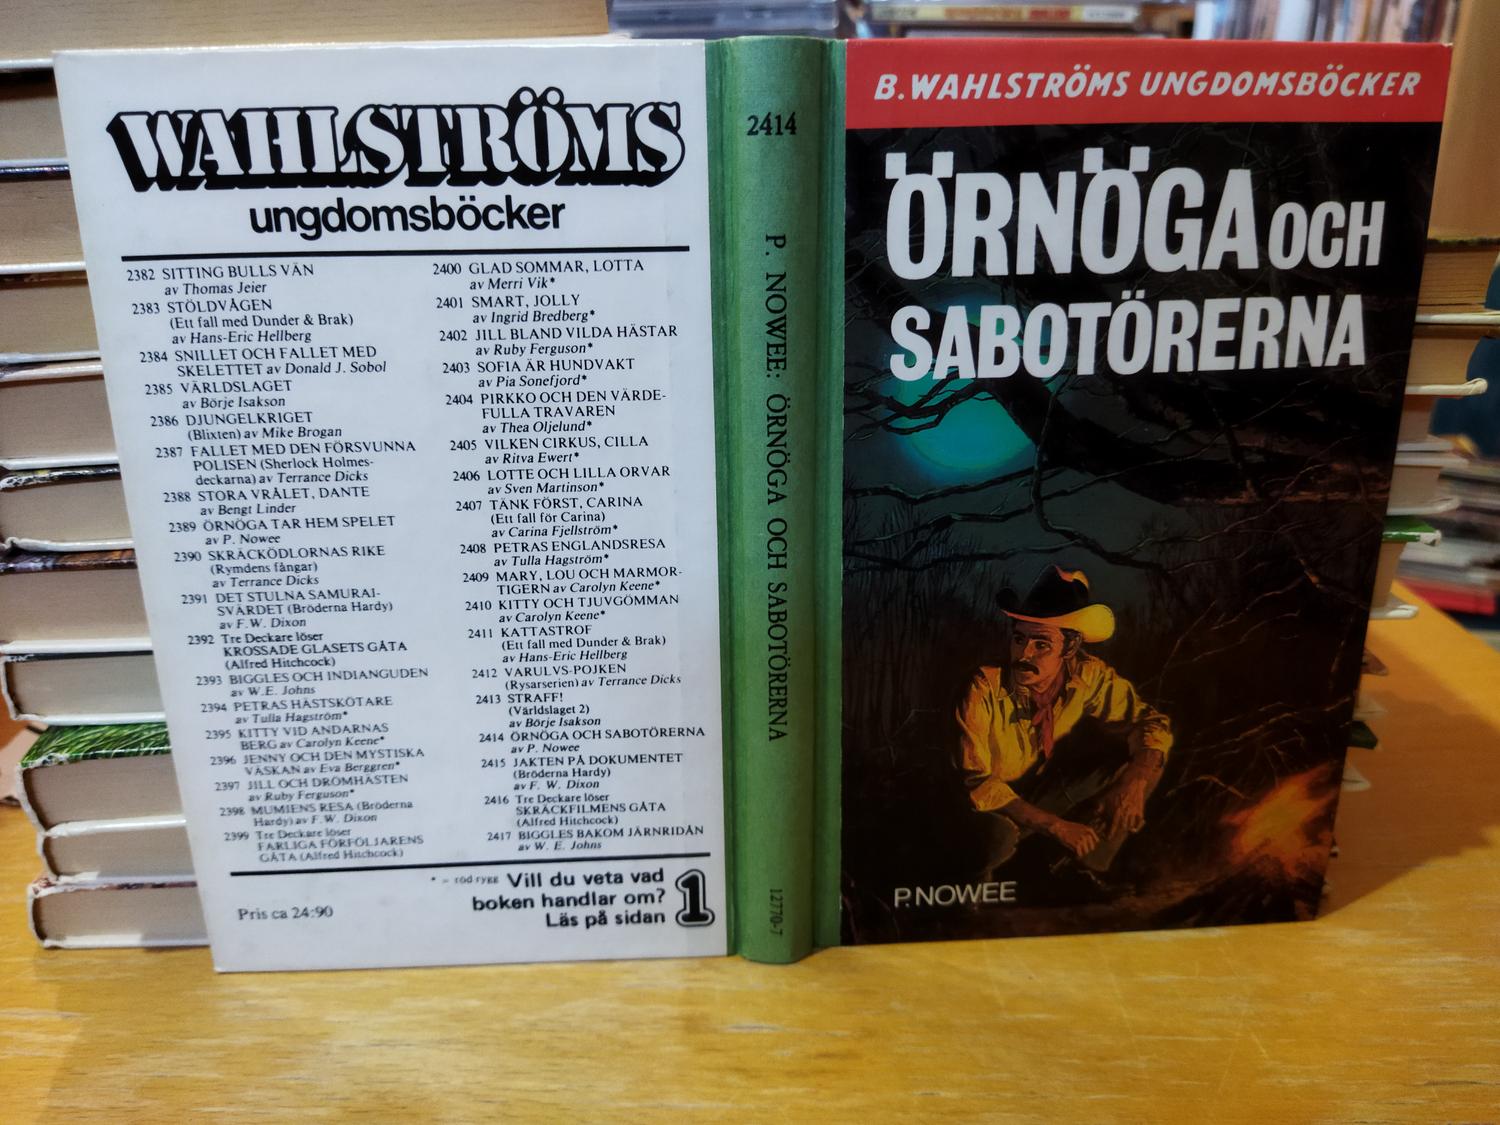 WAHLSTRÖMS
ungdomsböcker
2382 SITTING BULLS VÄN
av Thomas Jeier
2383 STÖLDVÅGEN
(Ett fall med Dunder & Brak)
av Hans-Eric Hellberg
2384 SNILLET OCH FALLET MED
SKELETTET av Donald J. Sobol
2385 VÄRLDSLAGET
av Börje Isakson
2386 DJUNGELKRIGET
(Blixten) av Mike Brogan
2387 FALLET MED DEN FÖRSVUNNA
POLISEN (Sherlock Holmes-
deckarna) av Terrance Dicks
2388 STORA VRÅLET, DANTE
av Bengt Linder
2389 ÖRNÖGA TAR HEM SPELET
av P. Nowee
2390 SKRÄCKÖDLORNAS RIKE
(Rymdens fångar)
av Terrance Dicks
2391 DET STULNA SAMURAI-
SVÄRDET (Bröderna Hardy)
av F.W. Dixon
2392 Tre Deckare löser
KROSSADE GLASETS GÅTA
(Alfred Hitchcock)
2393 BIGGLES OCH INDIANGUDEN
av W.E. Johns
2394 PETRAS HÄSTSKÖTARE
av Tulla Hagström*
2395 KITTY VID ANDARNAS
BERG av Carolyn Keene*
2396 JENNY OCH DEN MYSTISKA
VÄSKAN av Eva Berggren*
2397 JILL OCH DRÖMHÄSTEN
av Ruby Ferguson*
2398 MUMIENS RESA (Bröderna
Hardy) av F.W. Dixon
2399 Tre Deckare löser
FARLIGA FÖRFÖLJARENS
GÅTA (Alfred Hitchcock)
2400 GLAD SOMMAR, LOTTA
av Merri Vik*
2401 SMART, JOLLY
av Ingrid Bredberg*
2402 JILL BLAND VILDA HÄSTAR
av Ruby Ferguson*
2403 SOFIA ÄR HUNDVAKT
av Pia Sonefjord*
2404 PIRKKO OCH DEN VÄRDE-
FULLA TRAVAREN
av Thea Oljelund*
2405 VILKEN CIRKUS, CILLA
av Ritva Ewert*
2406 LOTTE OCH LILLA ORVAR
av Sven Martinson*
2407 TÄNK FÖRST, CARINA
(Ett fall för Carina)
av Carina Fjellström*
2408 PETRAS ENGLANDSRESA
av Tulla Hagström*
2409 MARY, LOU OCH MARMOR-
TIGERN av Carolyn Keene*
2410 KITTY OCH TJUVGÖMMAN
av Carolyn Keene*
2411 KATTASTROF
(Ett fall med Dunder & Brak)
av Hans-Eric Hellberg
2412 VARULVS-POJKEN
(Rysarserien) av Terrance Dicks
2413 STRAFF!
(Världslaget 2)
av Börje Isakson
2414 ÖRNÖGA OCH SABOTÖRERNA
av P. Nowee
2415 JAKTEN PÅ DOKUMENTET
(Bröderna Hardy)
av F. W. Dixon
2416 Tre Deckare löser
SKRÄCKFILMENS GÅTA
(Alfred Hitchcock)
2417 BIGGLES BAKOM JÄRNRIDÅN
av W. E. Johns
* = röd rygg Vill du veta vad
boken handlar om?
Läs på sidan 1
Pris ca 24:90
2414
P. NOWEE: ÖRNÖGA OCH SABOTÖRERNA
12770-7
B. WAHLSTRÖMS UNGDOMSBÖCKER
ÖRNÖGA OCH
SABOTÖRERNA
P. NOWEE